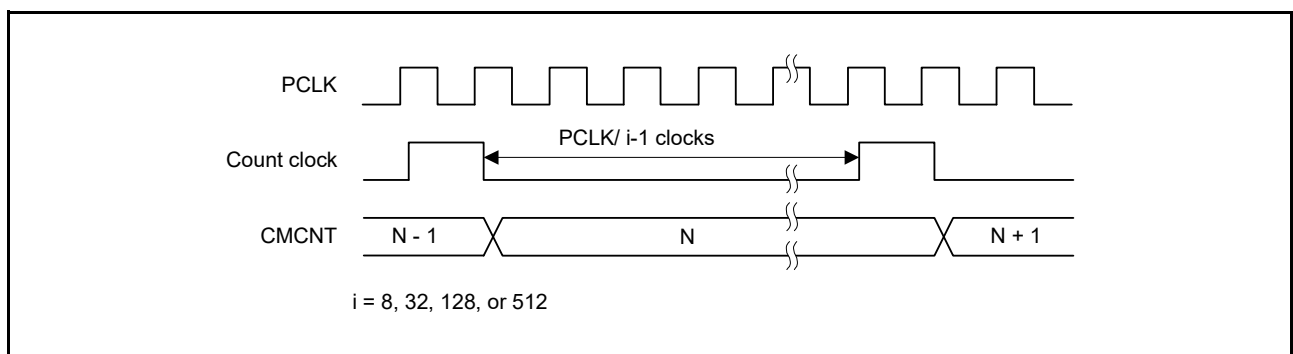 PCLK
PCLK/ i-1 clocks
Count clock
CMCNT N - 1 N N + 1
i = 8, 32, 128, or 512